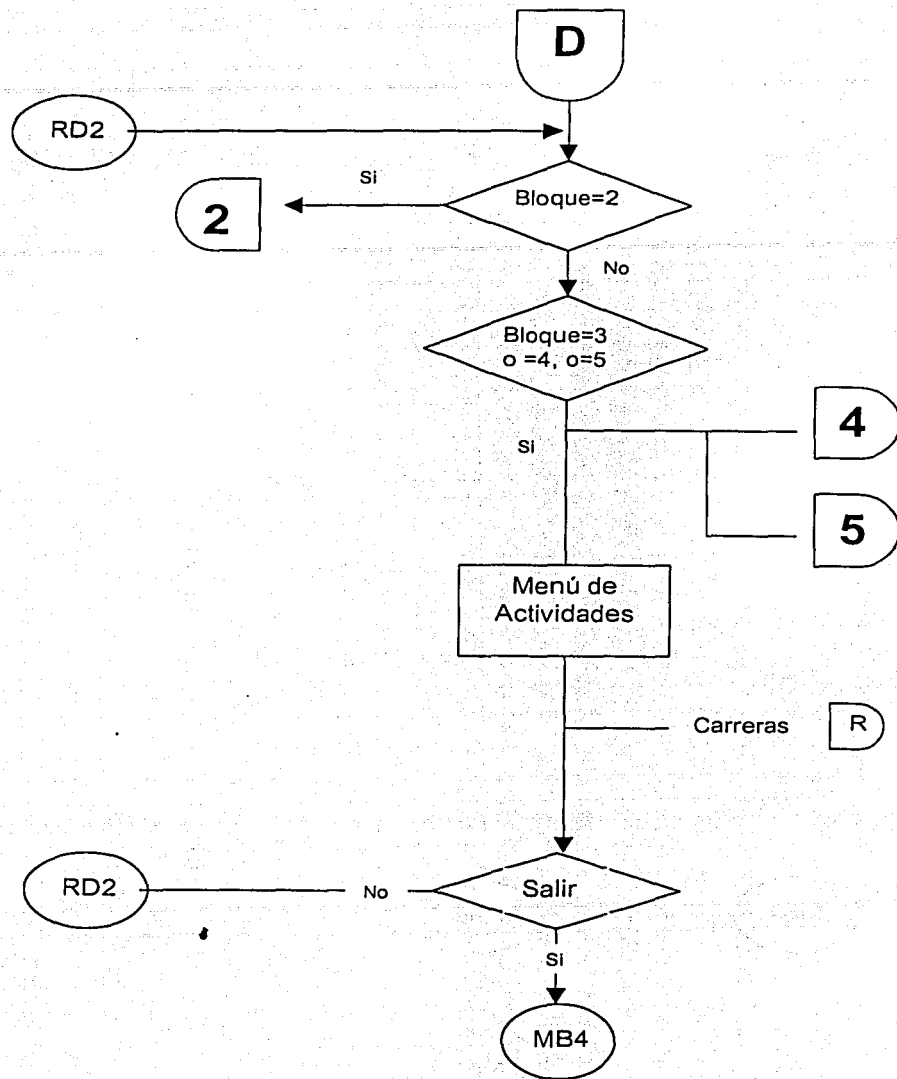 D
RD2
Si
Bloque=2
2
No
Bloque=3
o =4, o=5
4
Si
5
Menú de
Actividades
Carreras
R
RD2
No
Salir
Si
MB4